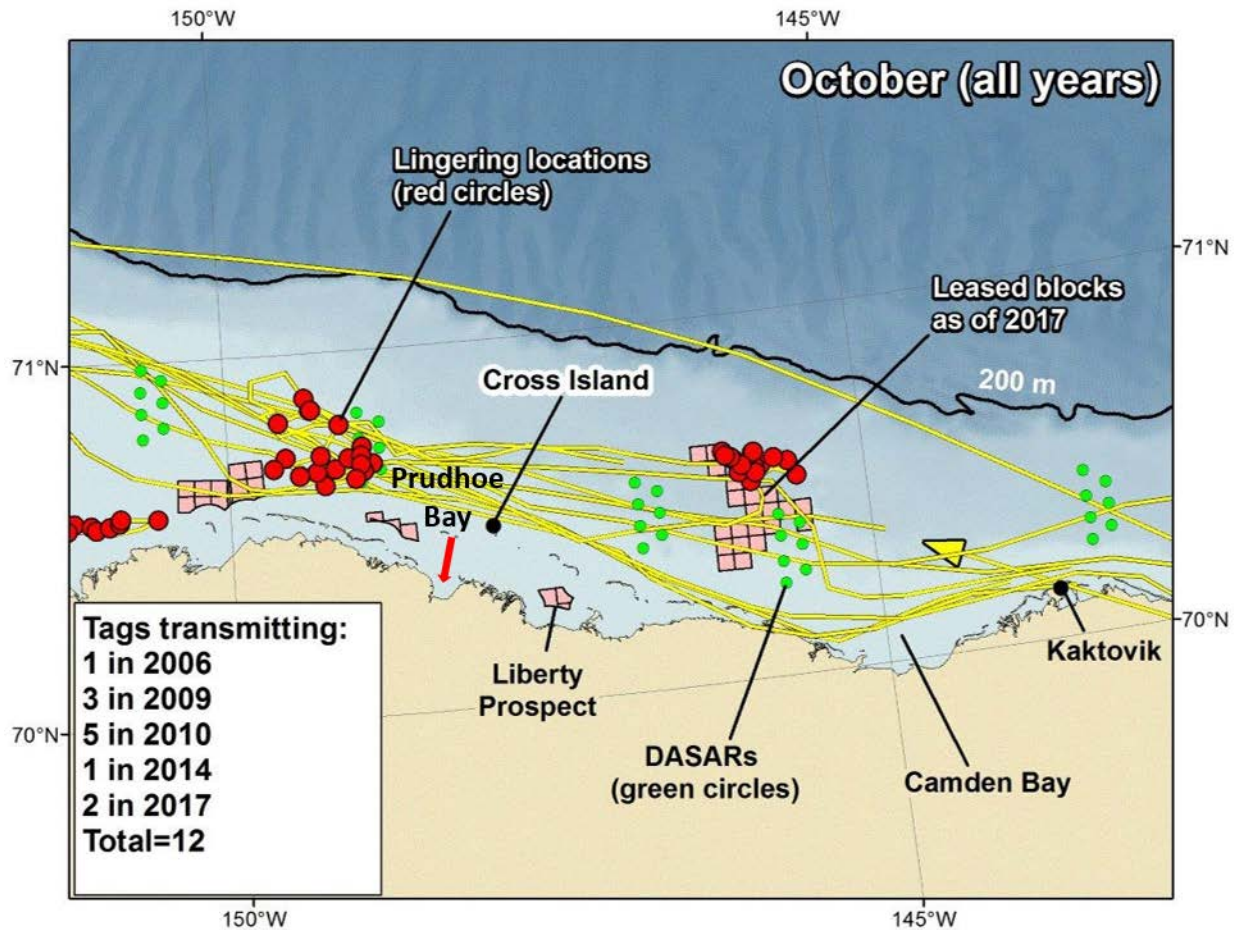 150°W
145°W
October (all years)
Lingering locations
(red circles)
71°N
Leased blocks
as of 2017
71°N
200 m
Cross Island
Prudhoe
Bay
70°N
Tags transmitting:
1 in 2006
3 in 2009
5 in 2010
1 in 2014
2 in 2017
Total=12
Liberty
Prospect
Kaktovik
70°N
DASARs
(green circles)
Camden Bay
150°W
145°W